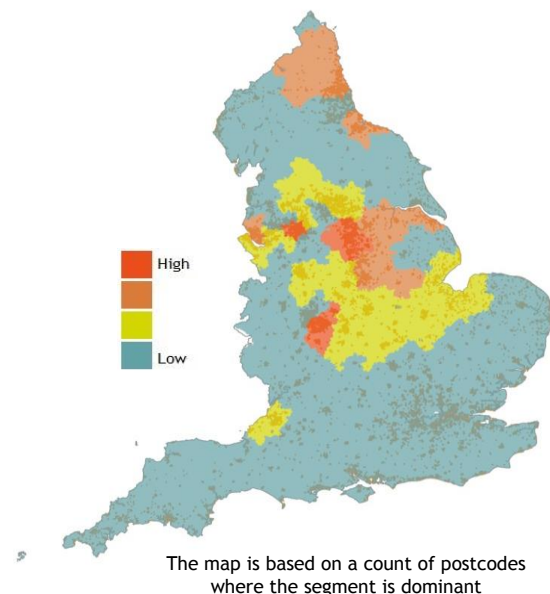 High
Low
The map is based on a count of postcodes
where the segment is dominant